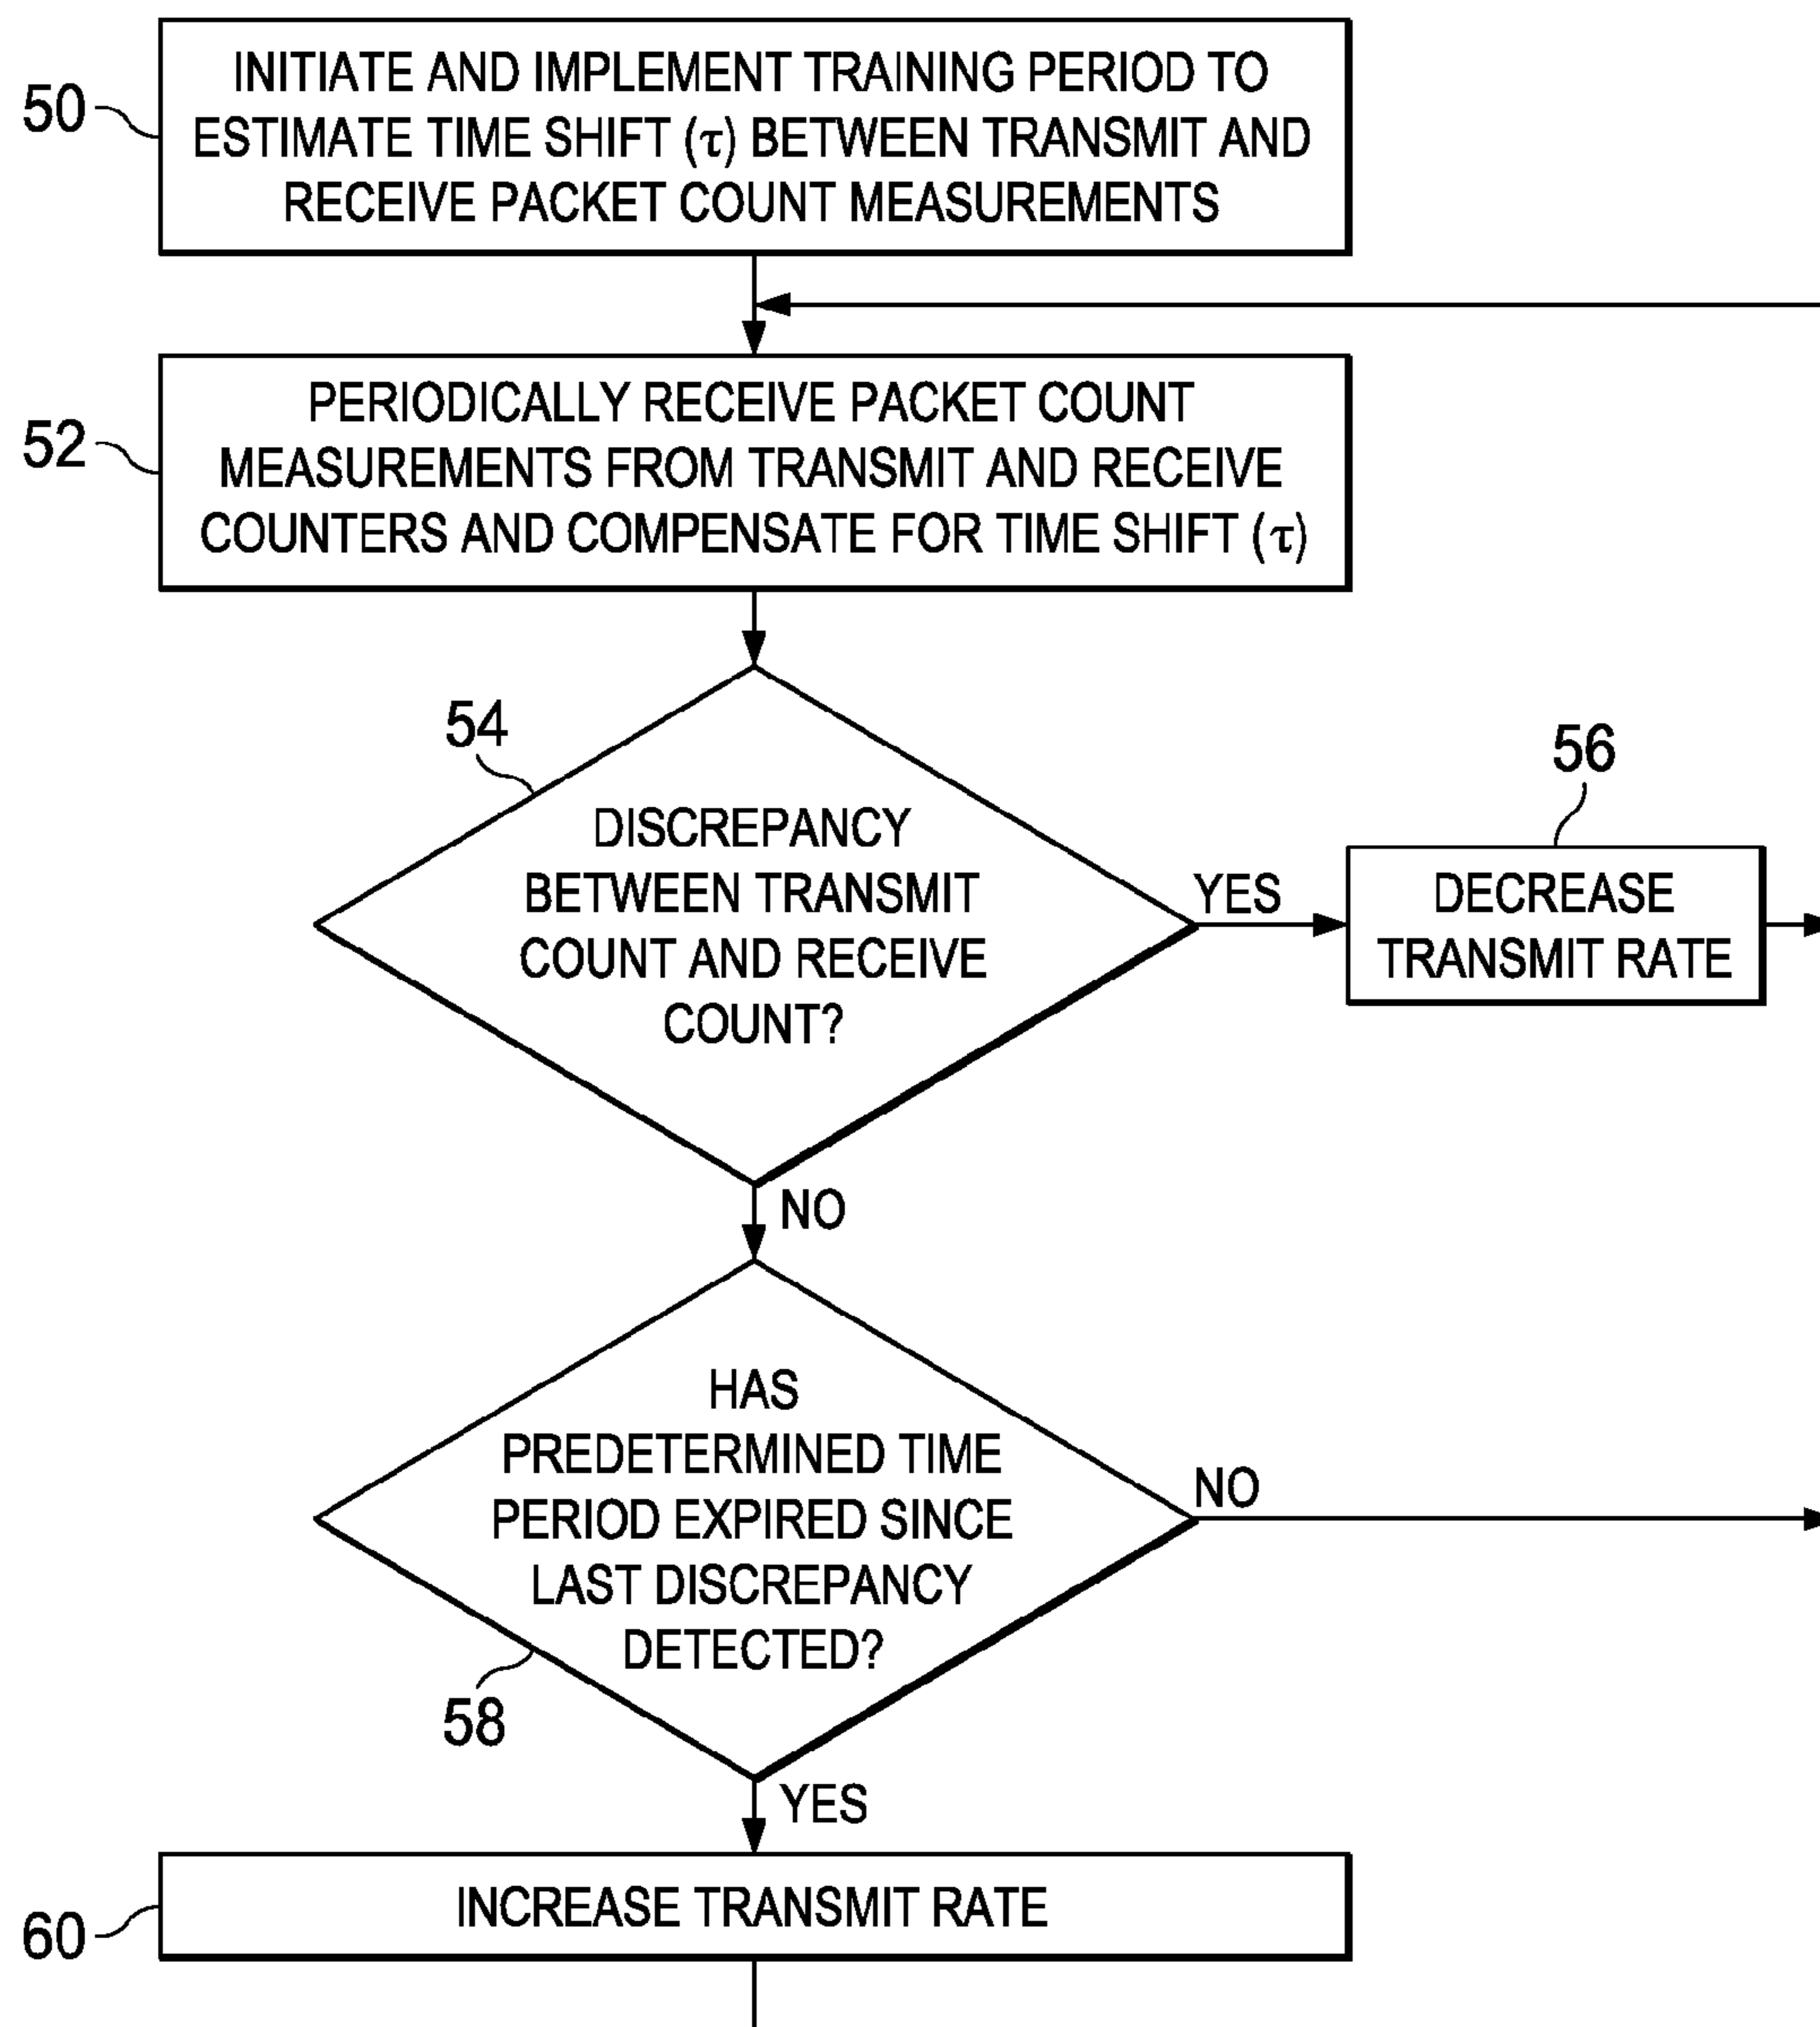 50
INITIATE AND IMPLEMENT TRAINING PERIOD TO
ESTIMATE TIME SHIFT (τ) BETWEEN TRANSMIT AND
RECEIVE PACKET COUNT MEASUREMENTS
52
PERIODICALLY RECEIVE PACKET COUNT
MEASUREMENTS FROM TRANSMIT AND RECEIVE
COUNTERS AND COMPENSATE FOR TIME SHIFT (τ)
54
DISCREPANCY
BETWEEN TRANSMIT
COUNT AND RECEIVE
COUNT?
YES
56
DECREASE
TRANSMIT RATE
NO
HAS
PREDETERMINED TIME
PERIOD EXPIRED SINCE
LAST DISCREPANCY
DETECTED?
NO
58
YES
60
INCREASE TRANSMIT RATE